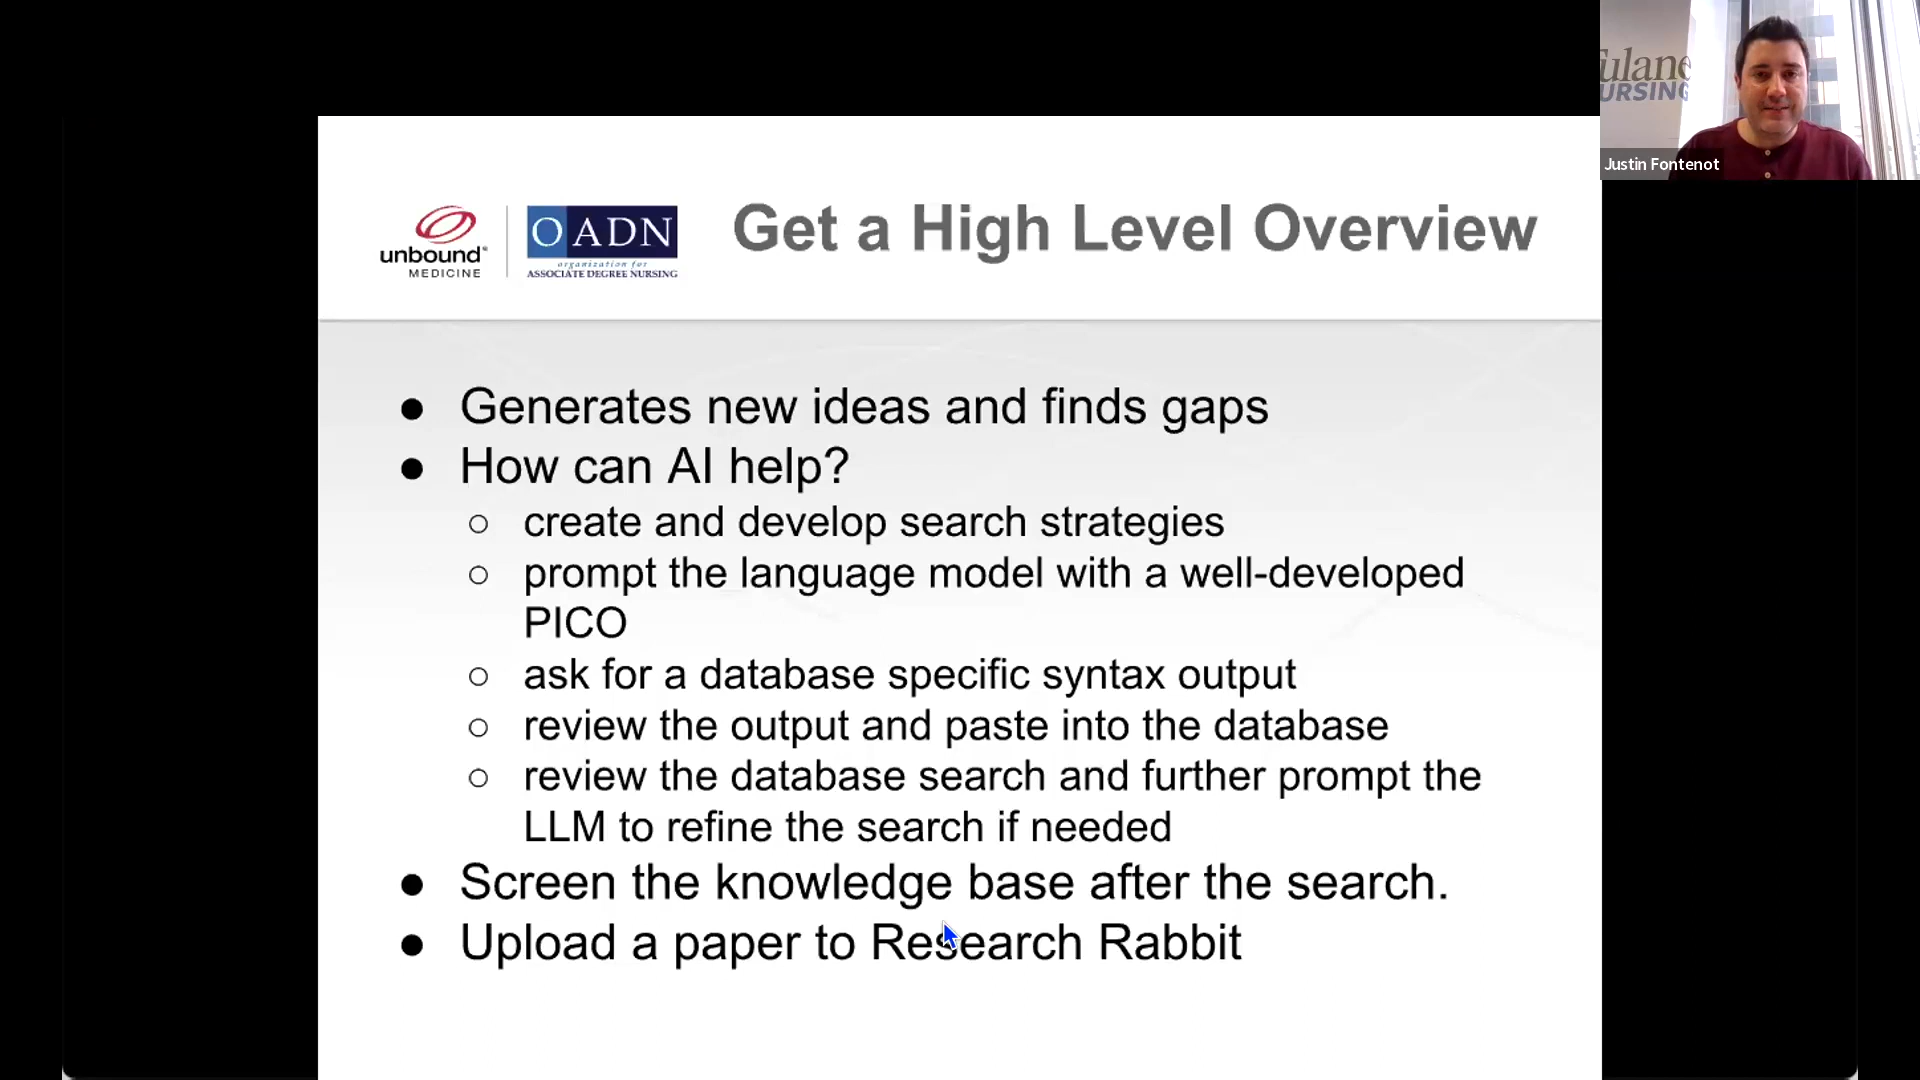 ulane
URSING
Justin Fontenot
unbound
MEDICINE
OADN
organization for
ASSOCIATE DEGREE NURSING
Get a High Level Overview
● Generates new ideas and finds gaps
● How can AI help?
○ create and develop search strategies
○ prompt the language model with a well-developed
PICO
○ ask for a database specific syntax output
○ review the output and paste into the database
○ review the database search and further prompt the
LLM to refine the search if needed
● Screen the knowledge base after the search.
● Upload a paper to Research Rabbit